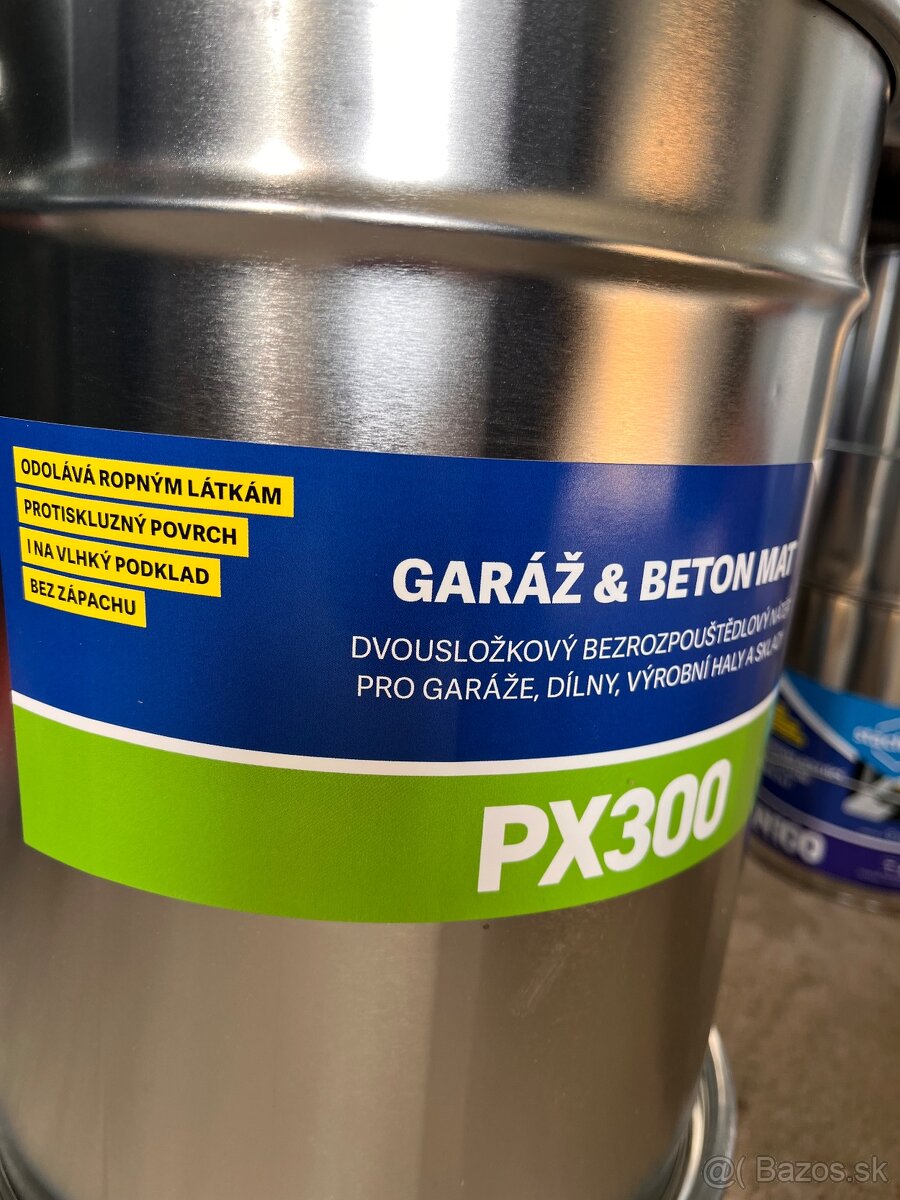 ODOLÁVÁ ROPNÝM LÁTKÁM
PROTISKLUZNÝ POVRCH
I NA VLHKÝ PODKLAD
BEZ ZÁPACHU
GARÁŽ & BETON MAT
DVOUSLOŽKOVÝ BEZROZPOUŠTĚDLOVÝ
PRO GARÁŽE, DÍLNY, VÝROBNÍ HALY A
PX300
@( Bazos.sk